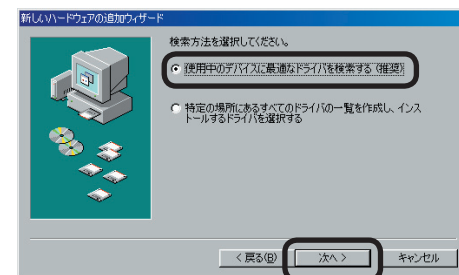 新しいハードウェアの追加ウィザード
検索方法を選択してください。
使用中のデバイスに最適なドライバを検索する (推奨)
特定の場所にあるすべてのドライバの一覧を作成し、インス
トールするドライバを選択する
< 戻る(B)
次へ >
キャンセル